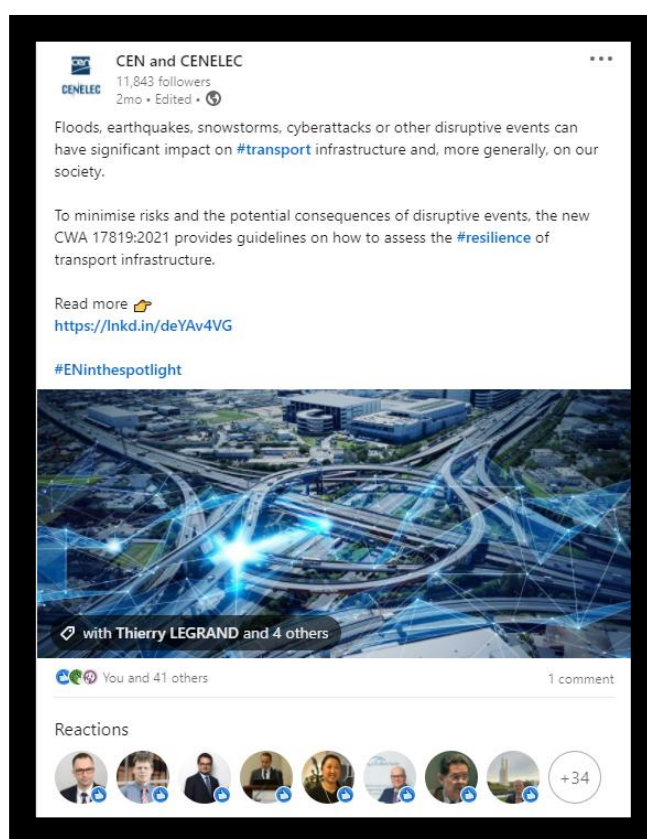 cen
CENELEC
CEN and CENELEC
11,843 followers
2mo • Edited •
Floods, earthquakes, snowstorms, cyberattacks or other disruptive events can
have significant impact on #transport infrastructure and, more generally, on our
society.
To minimise risks and the potential consequences of disruptive events, the new
CWA 17819:2021 provides guidelines on how to assess the #resilience of
transport infrastructure.
Read more 👉
https://lnkd.in/deYAv4VG
#ENinthespotlight
with Thierry LEGRAND and 4 others
You and 41 others
1 comment
Reactions
+34